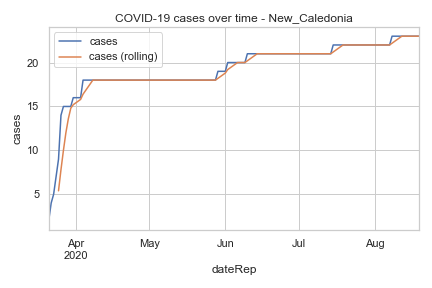 COVID-19 cases over time - New_Caledonia
cases
cases (rolling)
20
15
10
5
cases
Apr
2020
May
Jun
Jul
Aug
dateRep